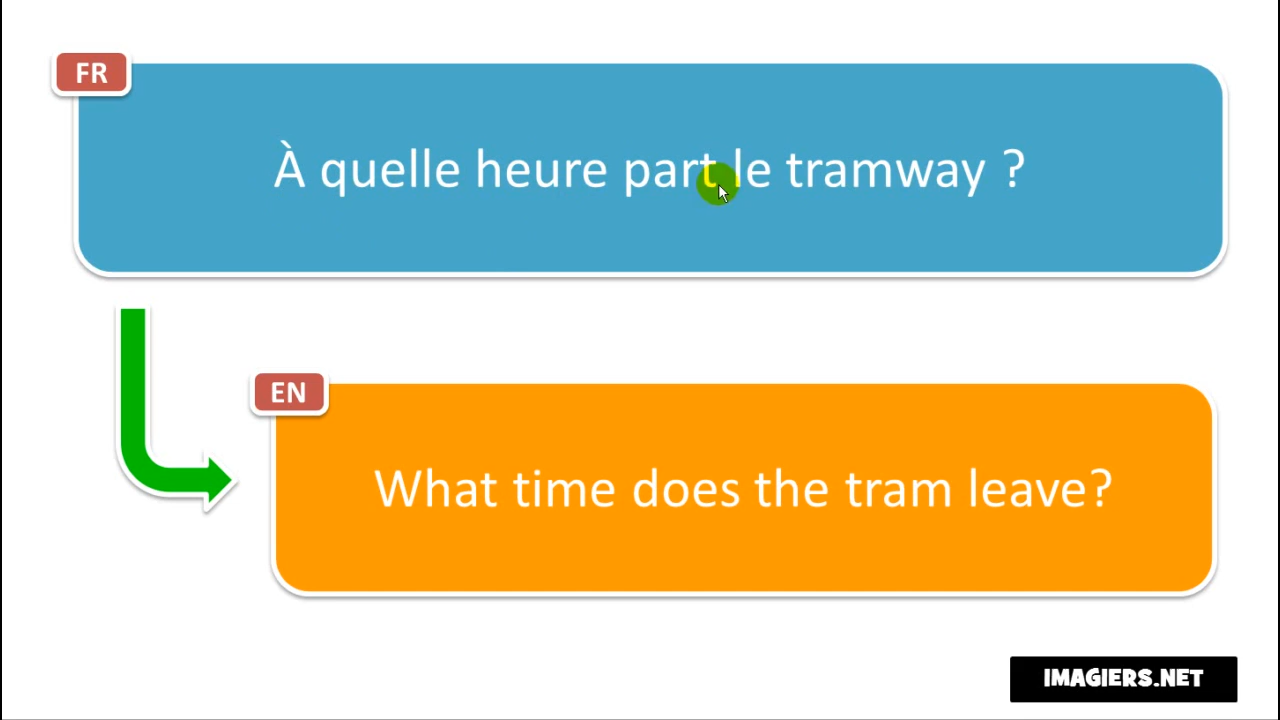 FR
À quelle heure part le tramway ?
EN
What time does the tram leave?
IMAGIERS.NET